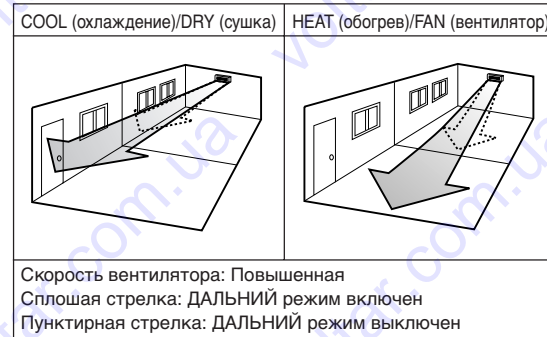 COOL (охлаждение)/DRY (сушка)
HEAT (обогрев)/FAN (вентилятор)
Скорость вентилятора: Повышенная
Сплошая стрелка: ДАЛЬНИЙ режим включен
Пунктирная стрелка: ДАЛЬНИЙ режим выключен